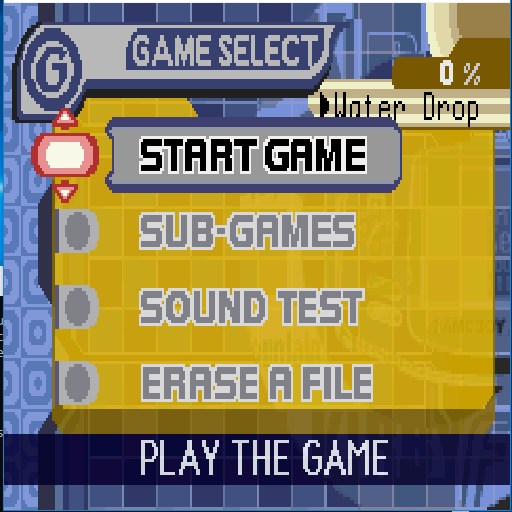 G GAME SELECT
0 %
Water Drop
START GAME
SUB-GAMES
SOUND TEST
ERASE A FILE
PLAY THE GAME